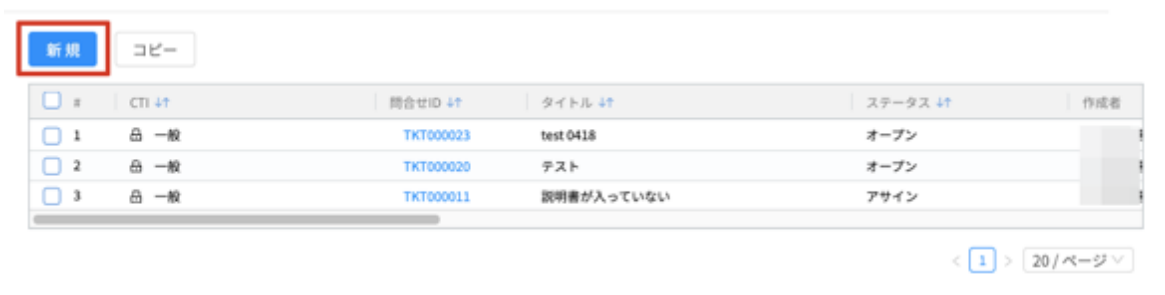 新規 コピー
# CTI 問合せID タイトル ステータス 作成者
1 一般 TKT000023 test 0418 オープン
2 一般 TKT000020 テスト オープン
3 一般 TKT000011 説明書が入っていない アサイン
< 1 > 20 / ページ